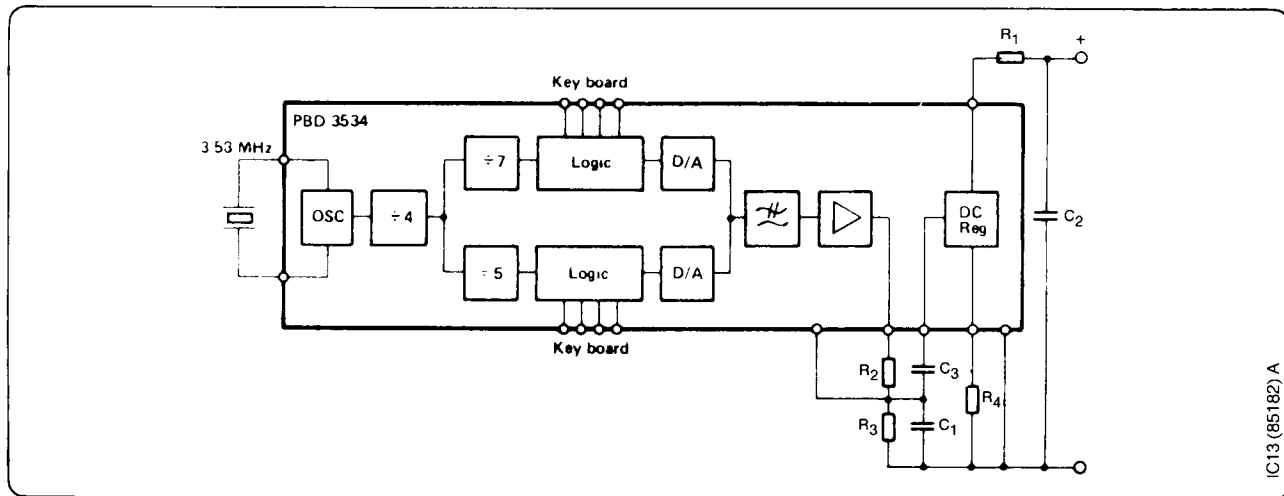 R1
+
Key board
PBD 3534
3.53 MHz
÷7
Logic
D/A
OSC
÷4
DC
Reg
C2
÷5
Logic
D/A
Key board
R2
C3
R3
C1
R4
IC13 (85182) A